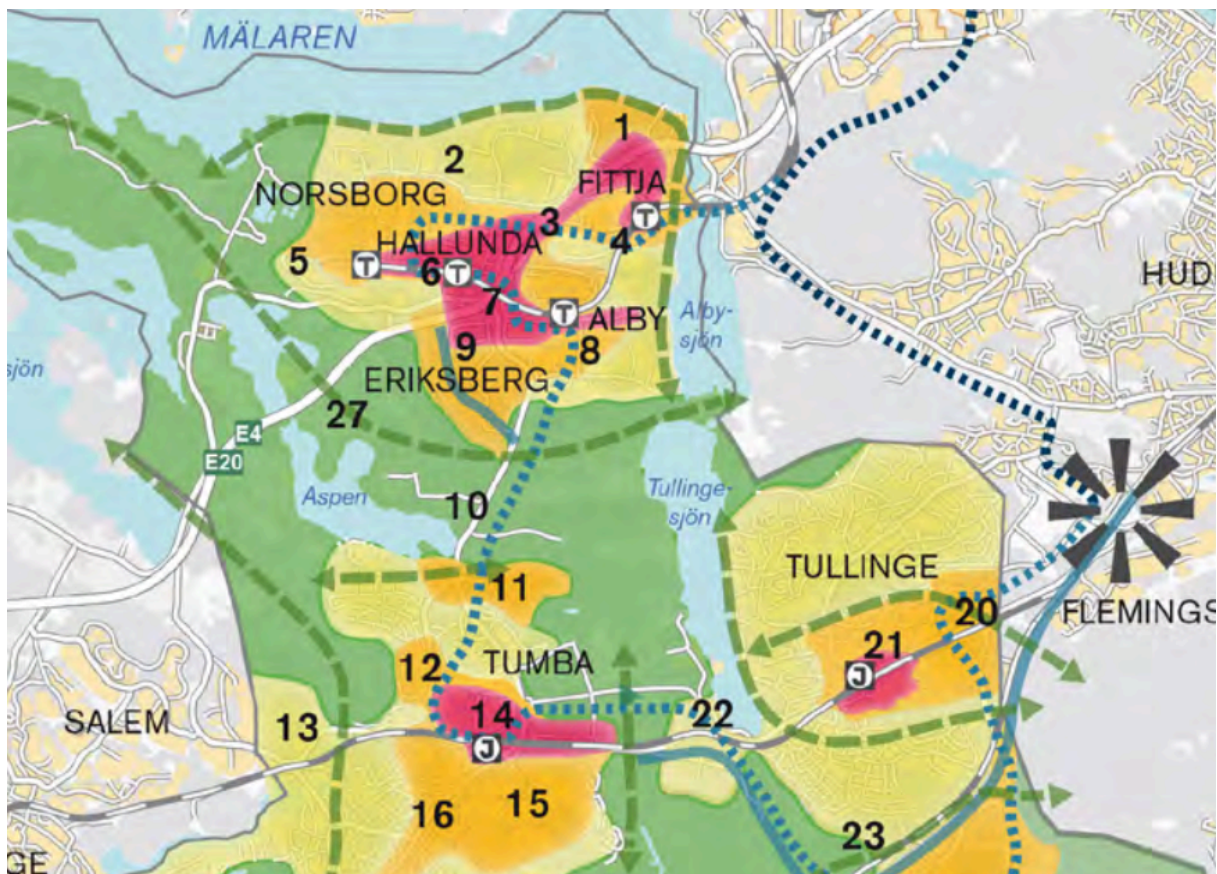 MÄLAREN
1
2
FITTJA
NORSBORG
3
4
T
HALLUNDA
5
T
6
T
7
T
ALBY
Alby-
sjön
HUD
8
9
ERIKSBERG
sjön
27
E4
E20
Aspen
10
Tullinge-
sjön
TULLINGE
11
20
FLEMINGS
21
J
12
TUMBA
SALEM
13
14
22
J
15
16
23
GE